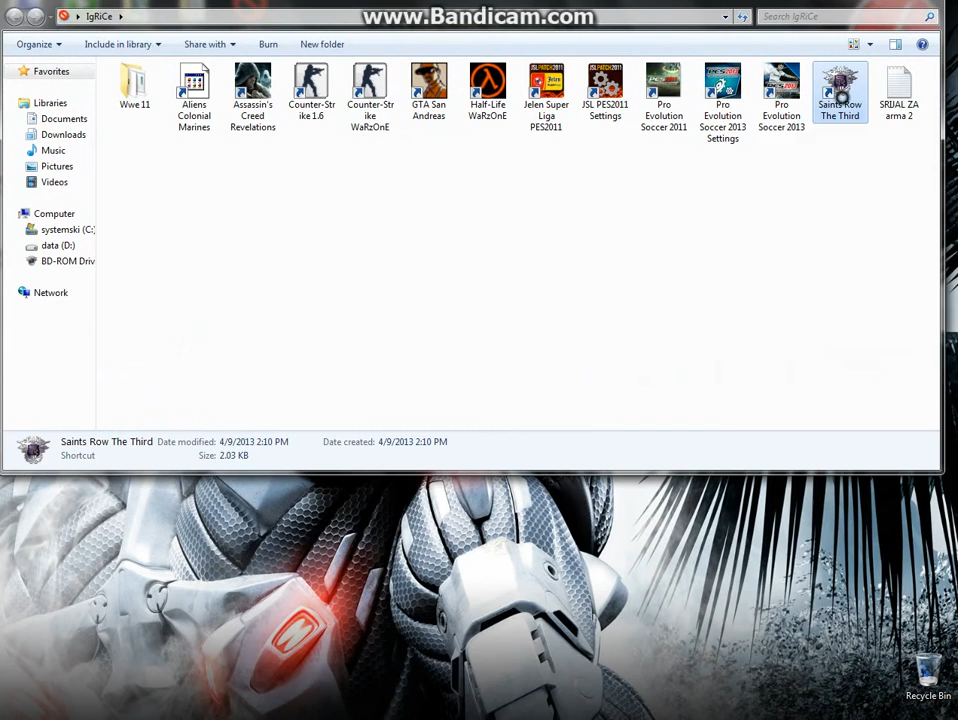 www.Bandicam.com
IgRiCe
Search IgRiCe
Organize
Include in library
Share with
Burn
New folder
Favorites
Libraries
Documents
Downloads
Music
Pictures
Videos
Computer
systemski (C:)
data (D:)
BD-ROM Driv
Network
Wwe 11
Aliens
Colonial
Marines
Assassin's
Creed
Revelations
Counter-Str
ike 1.6
Counter-Str
ike
WaRzOnE
GTA San
Andreas
Half-Life
WaRzOnE
Jelen Super
Liga
PES2011
JSL PES2011
Settings
Pro
Evolution
Soccer 2011
Pro
Evolution
Soccer 2013
Settings
Pro
Evolution
Soccer 2013
Saints Row
The Third
SRIJAL ZA
arma 2
Saints Row The Third
Date modified: 4/9/2013 2:10 PM
Date created: 4/9/2013 2:10 PM
Shortcut
Size: 2.03 KB
Recycle Bin